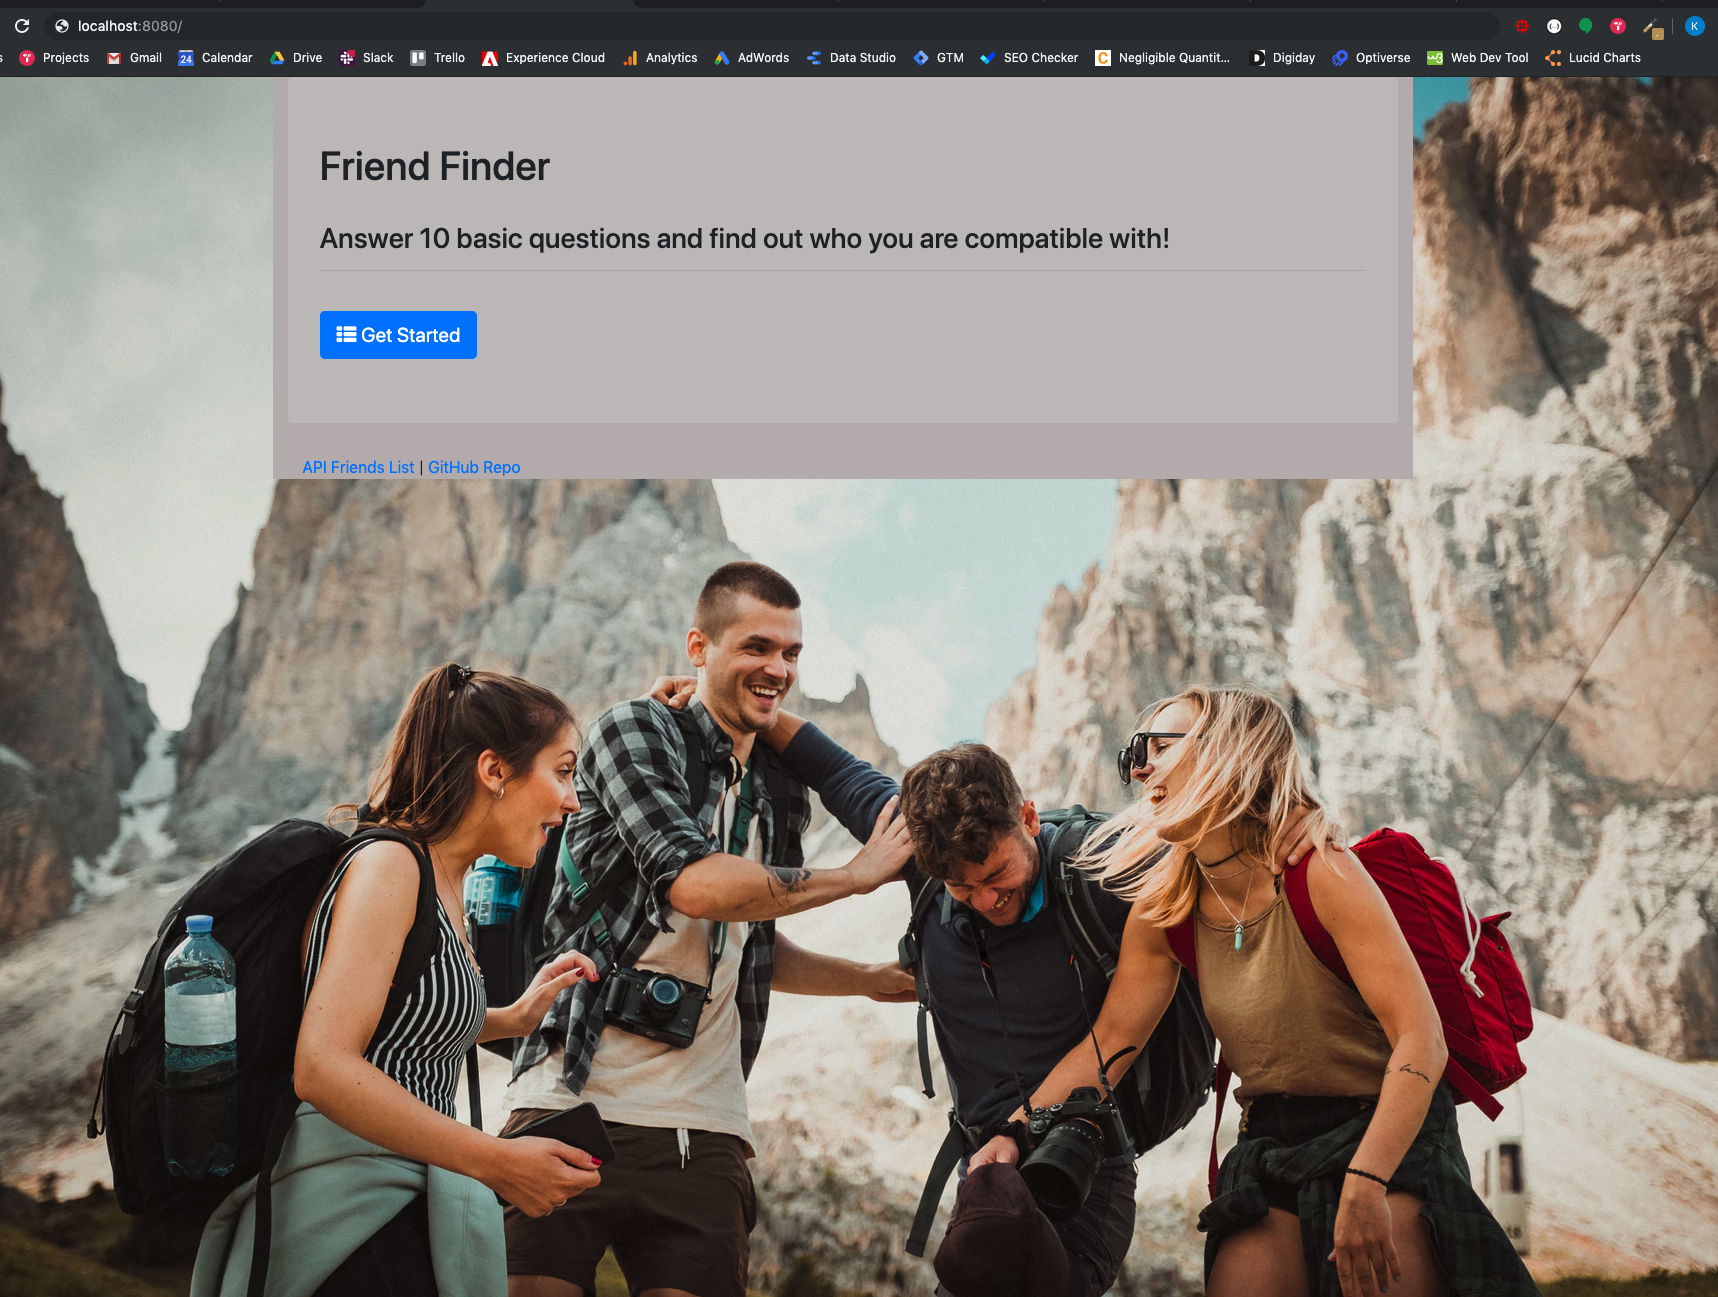 localhost:8080/
K
s Projects Gmail 24 Calendar Drive Slack Trello Experience Cloud Analytics AdWords Data Studio GTM SEO Checker C Negligible Quantit... D Digiday Optiverse Web Dev Tool Lucid Charts
Friend Finder
Answer 10 basic questions and find out who you are compatible with!
Get Started
API Friends List | GitHub Repo